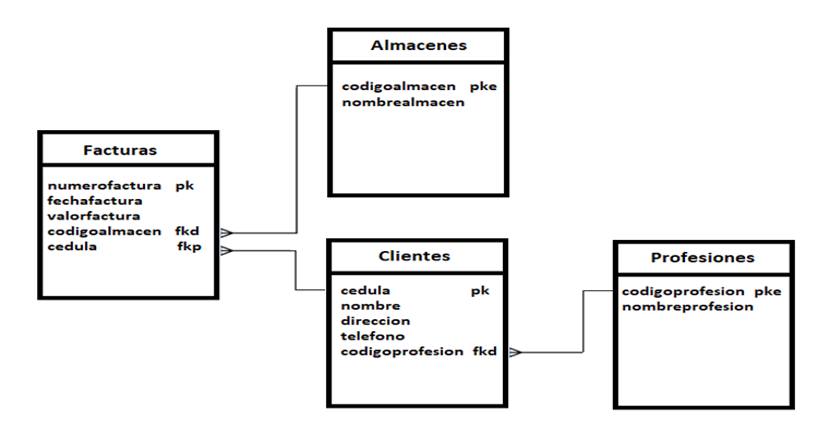 Almacenes
codigoalmacen pke
nombrealmacen
Facturas
numerofactura pk
fechafactura
valorfactura
codigoalmacen fkd
cedula fkp
Clientes
cedula pk
nombre
direccion
telefono
codigoprofesion fkd
Profesiones
codigoprofesion pke
nombreprofesion